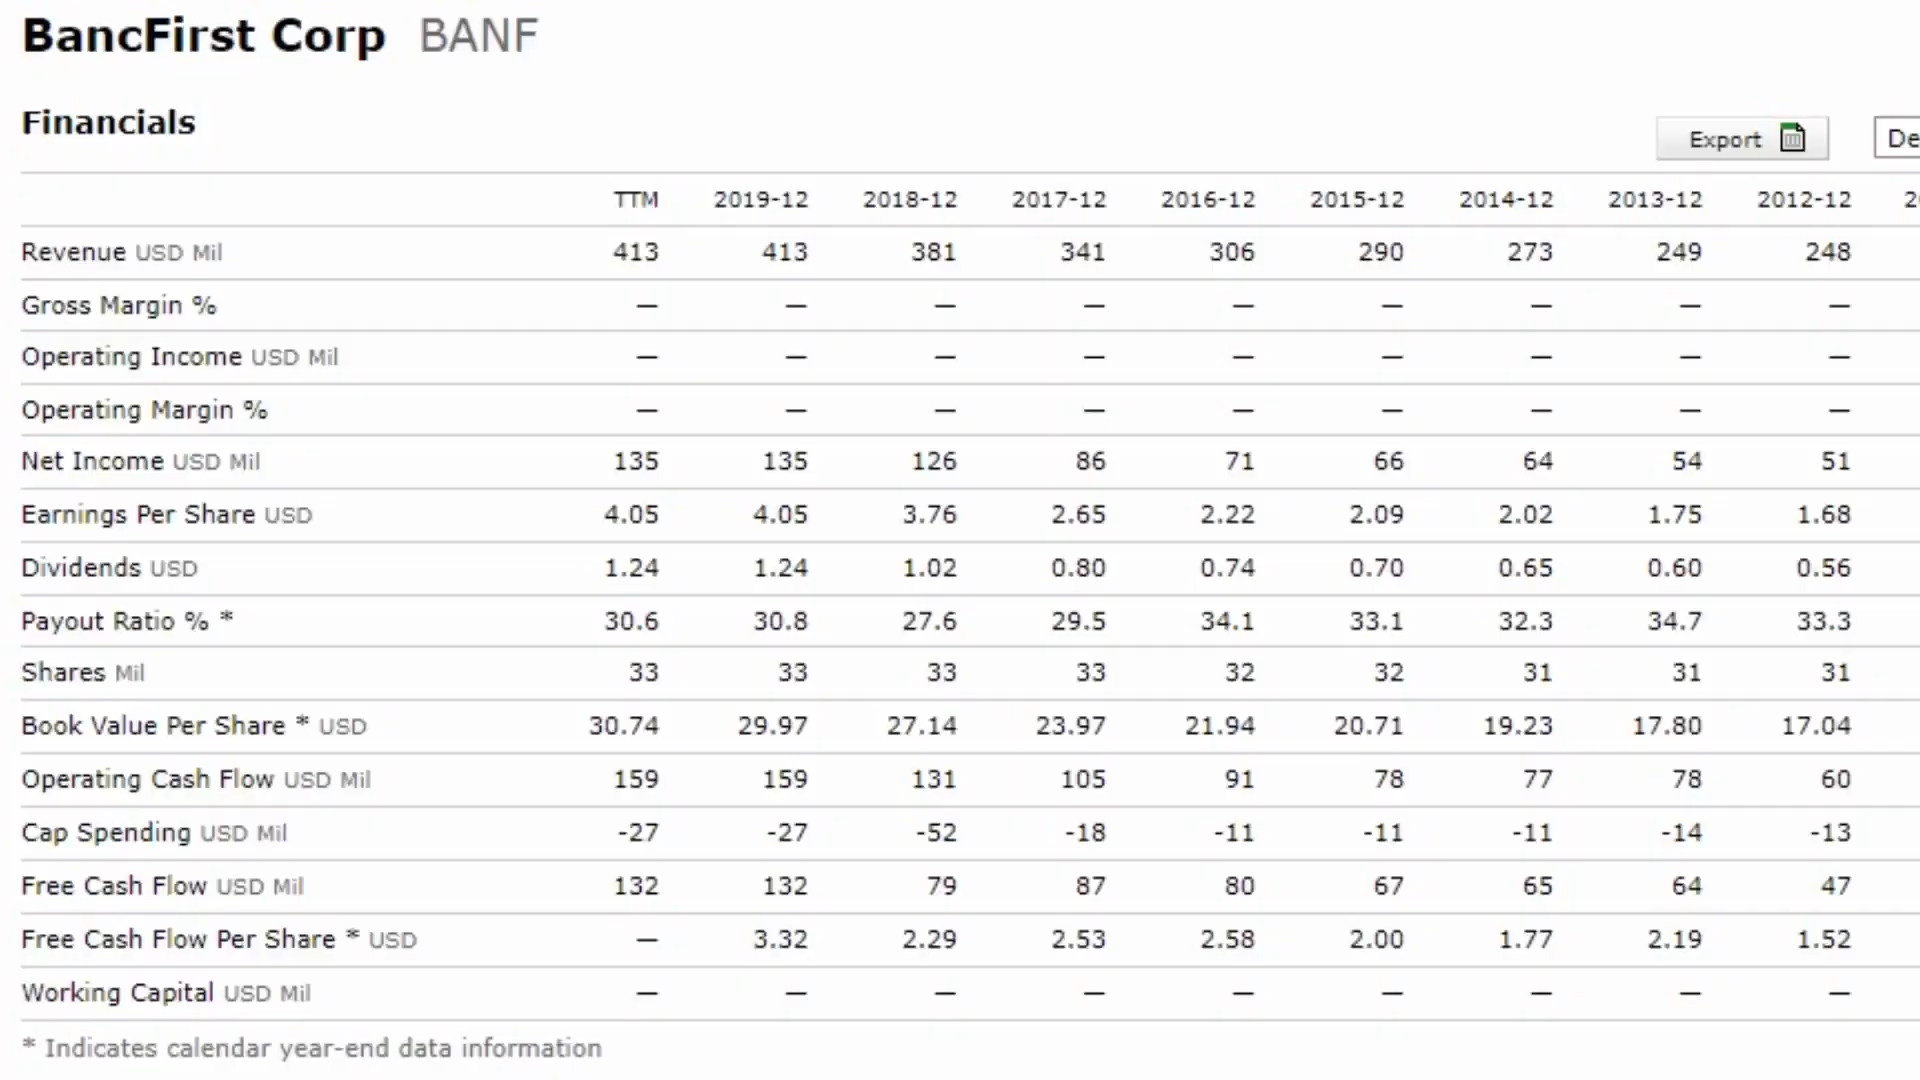 BancFirst Corp BANF
Financials
Export De
TTM 2019-12 2018-12 2017-12 2016-12 2015-12 2014-12 2013-12 2012-12 2
Revenue USD Mil 413 413 381 341 306 290 273 249 248
Gross Margin % — — — — — — — — —
Operating Income USD Mil — — — — — — — — —
Operating Margin % — — — — — — — — —
Net Income USD Mil 135 135 126 86 71 66 64 54 51
Earnings Per Share USD 4.05 4.05 3.76 2.65 2.22 2.09 2.02 1.75 1.68
Dividends USD 1.24 1.24 1.02 0.80 0.74 0.70 0.65 0.60 0.56
Payout Ratio % * 30.6 30.8 27.6 29.5 34.1 33.1 32.3 34.7 33.3
Shares Mil 33 33 33 33 32 32 31 31 31
Book Value Per Share * USD 30.74 29.97 27.14 23.97 21.94 20.71 19.23 17.80 17.04
Operating Cash Flow USD Mil 159 159 131 105 91 78 77 78 60
Cap Spending USD Mil -27 -27 -52 -18 -11 -11 -11 -14 -13
Free Cash Flow USD Mil 132 132 79 87 80 67 65 64 47
Free Cash Flow Per Share * USD — 3.32 2.29 2.53 2.58 2.00 1.77 2.19 1.52
Working Capital USD Mil — — — — — — — — —
* Indicates calendar year-end data information